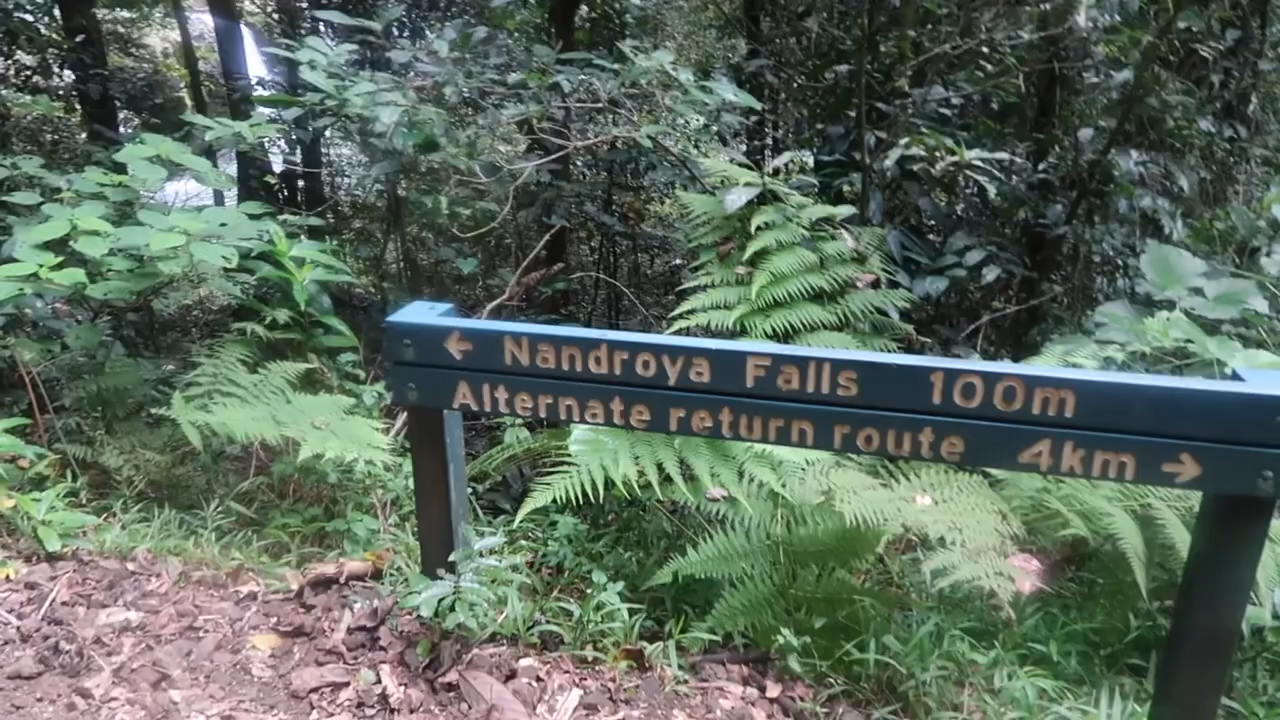 ← Nandroya Falls 100m
Alternate return route 4km →